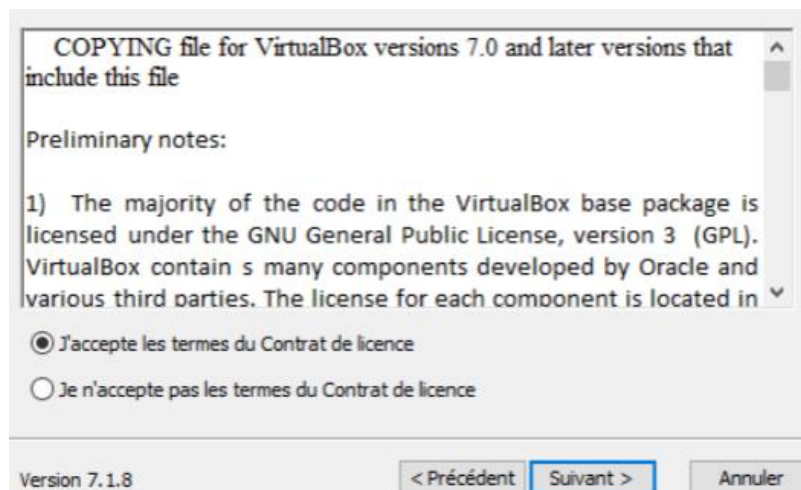 COPYING file for VirtualBox versions 7.0 and later versions that
include this file
Preliminary notes:
1) The majority of the code in the VirtualBox base package is
licensed under the GNU General Public License, version 3 (GPL).
VirtualBox contain s many components developed by Oracle and
various third parties. The license for each component is located in
J'accepte les termes du Contrat de licence
Je n'accepte pas les termes du Contrat de licence
Version 7.1.8 < Précédent Suivant > Annuler